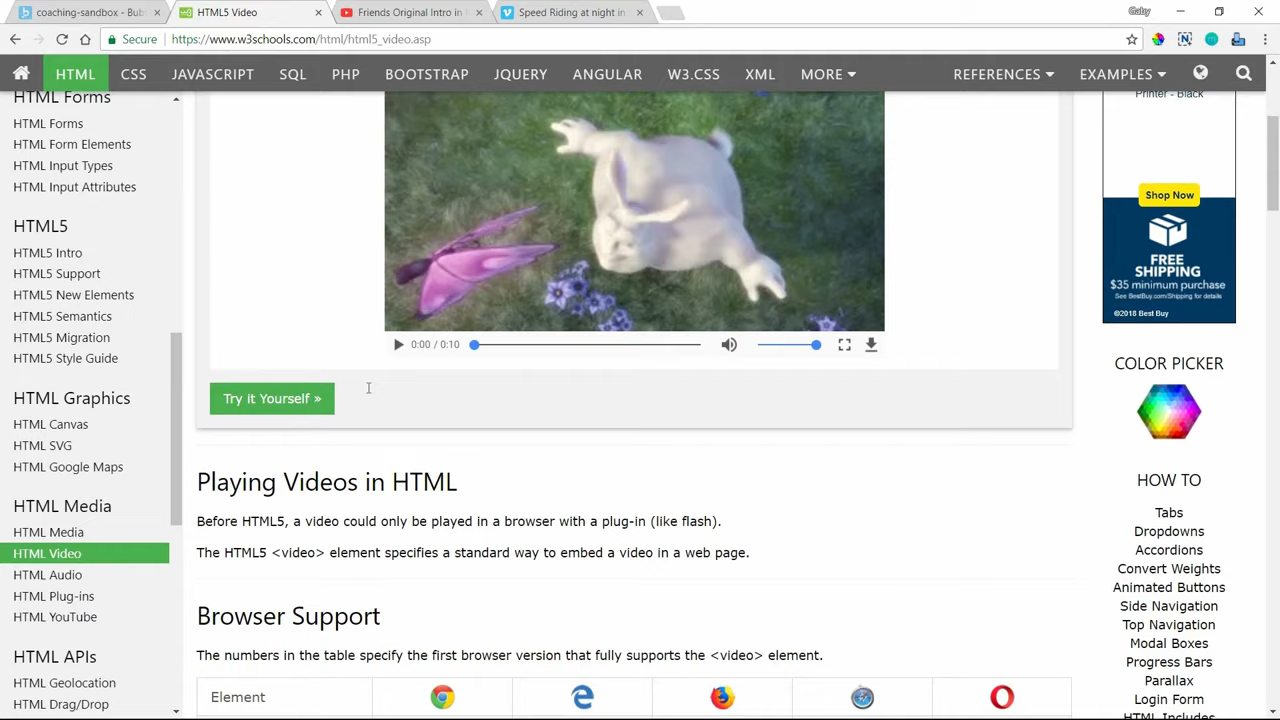 coaching-sandbox - Bub
HTML5 Video
Friends Original Intro in H
Speed Riding at night in
Gaby
Secure
https://www.w3schools.com/html/html5_video.asp
HTML
CSS
JAVASCRIPT
SQL
PHP
BOOTSTRAP
JQUERY
ANGULAR
W3.CSS
XML
MORE
REFERENCES
EXAMPLES
HTML Forms
HTML Forms
HTML Form Elements
HTML Input Types
HTML Input Attributes
HTML5
HTML5 Intro
HTML5 Support
HTML5 New Elements
HTML5 Semantics
HTML5 Migration
HTML5 Style Guide
HTML Graphics
HTML Canvas
HTML SVG
HTML Google Maps
HTML Media
HTML Media
HTML Video
HTML Audio
HTML Plug-ins
HTML YouTube
HTML APIs
HTML Geolocation
HTML Drag/Drop
0:00 / 0:10
Try it Yourself »
Playing Videos in HTML
Before HTML5, a video could only be played in a browser with a plug-in (like flash).
The HTML5 <video> element specifies a standard way to embed a video in a web page.
Browser Support
The numbers in the table specify the first browser version that fully supports the <video> element.
Element
Printer - Black
Shop Now
FREE
SHIPPING
$35 minimum purchase
See BestBuy.com/Shipping for details
©2018 Best Buy
COLOR PICKER
HOW TO
Tabs
Dropdowns
Accordions
Convert Weights
Animated Buttons
Side Navigation
Top Navigation
Modal Boxes
Progress Bars
Parallax
Login Form
HTML Includes